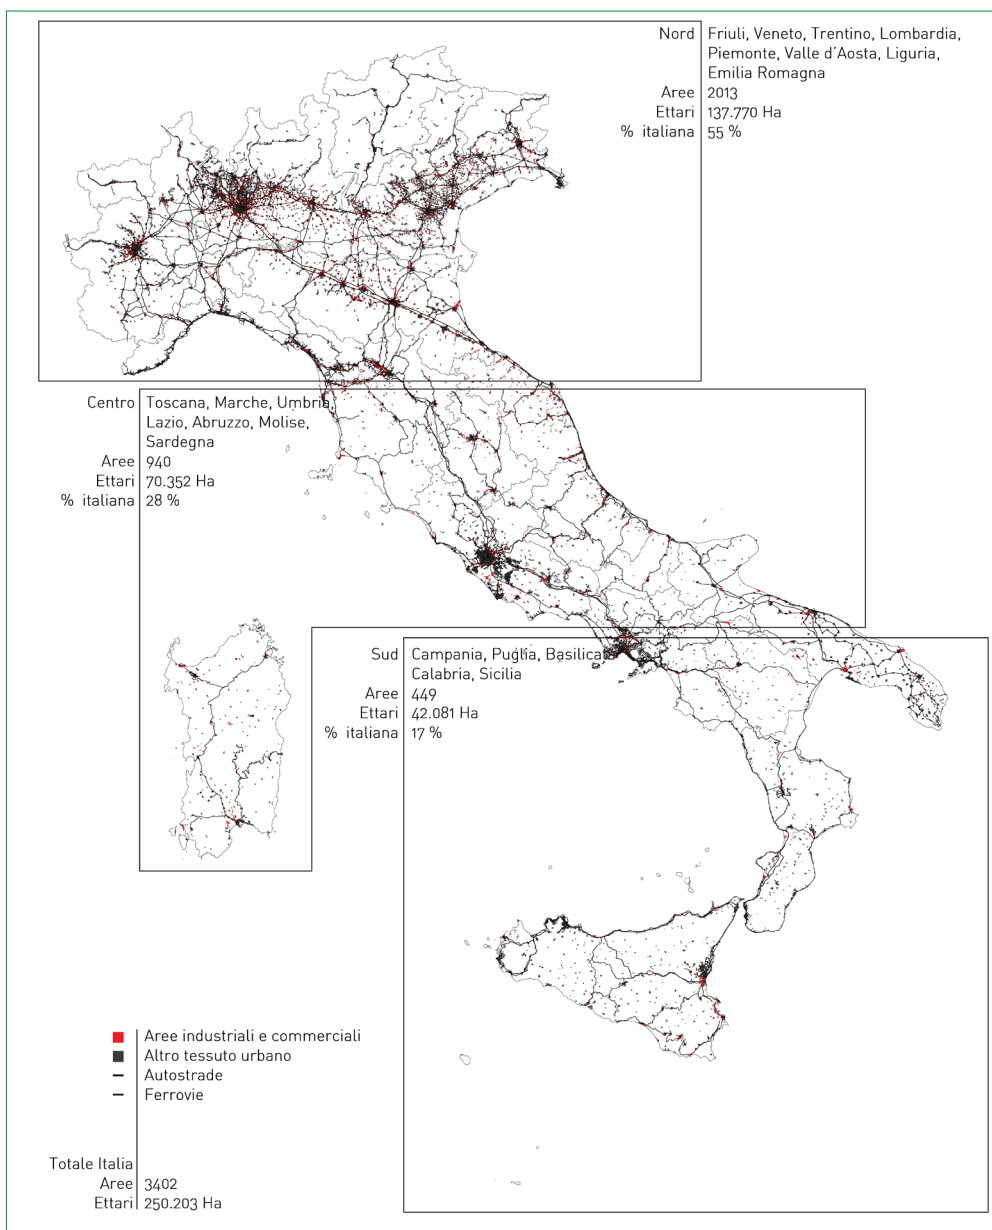 Nord Friuli, Veneto, Trentino, Lombardia,
Piemonte, Valle d'Aosta, Liguria,
Emilia Romagna
Aree 2013
Ettari 137.770 Ha
% italiana 55 %
Centro Toscana, Marche, Umbria,
Lazio, Abruzzo, Molise,
Sardegna
Aree 940
Ettari 70.352 Ha
% italiana 28 %
Sud Campania, Puglia,
Calabria, Sicilia
Aree 449
Ettari 42.081 Ha
% italiana 17 %
Aree industriali e commerciali
Altro tessuto urbano
Autostrade
Ferrovie
Totale Italia
Aree 3402
Ettari 250.203 Ha